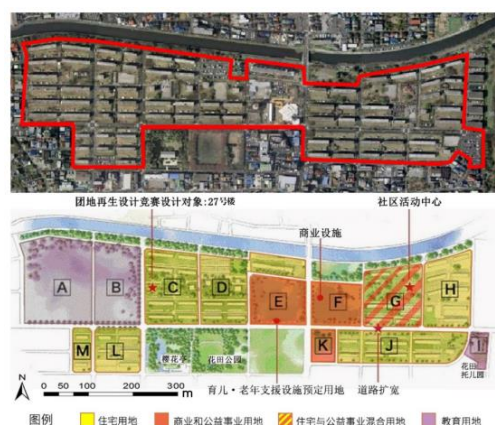 团地再生设计竞赛设计对象:27号楼
社区活动中心
商业设施
A
B
C
D
E
F
G
H
M
L
K
J
I
樱花亭
花田公园
花田
托儿园
育儿·老年支援设施预定用地
道路扩宽
N
0 50 100 200 300 m
图例
住宅用地
商业和公共事业用地
住宅与公益事业混合用地
教育用地